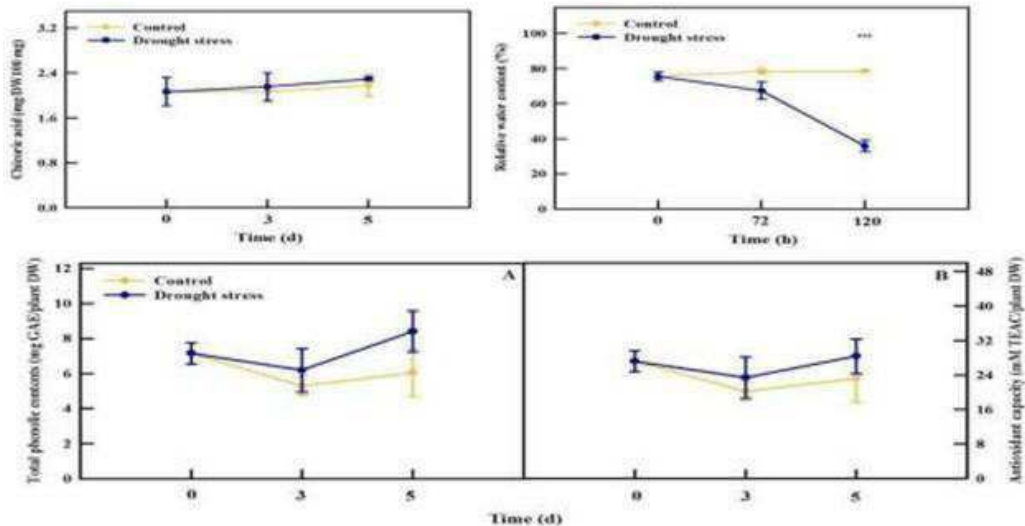 3.2
2.4
1.6
0.8
0.0
Chicoric acid (mg DW/100 mg)
Control
Drought stress
0 3 5
Time (d)
100
80
60
40
20
0
Relative water content (%)
Control
Drought stress
***
0 72 120
Time (h)
12
10
8
6
4
2
0
Total phenolic contents (mg GAE/plant DW)
Control
Drought stress
A
0 3 5
B
48
40
32
24
16
8
0
Antioxidant capacity (mM TEAC/plant DW)
0 3 5
Time (d)